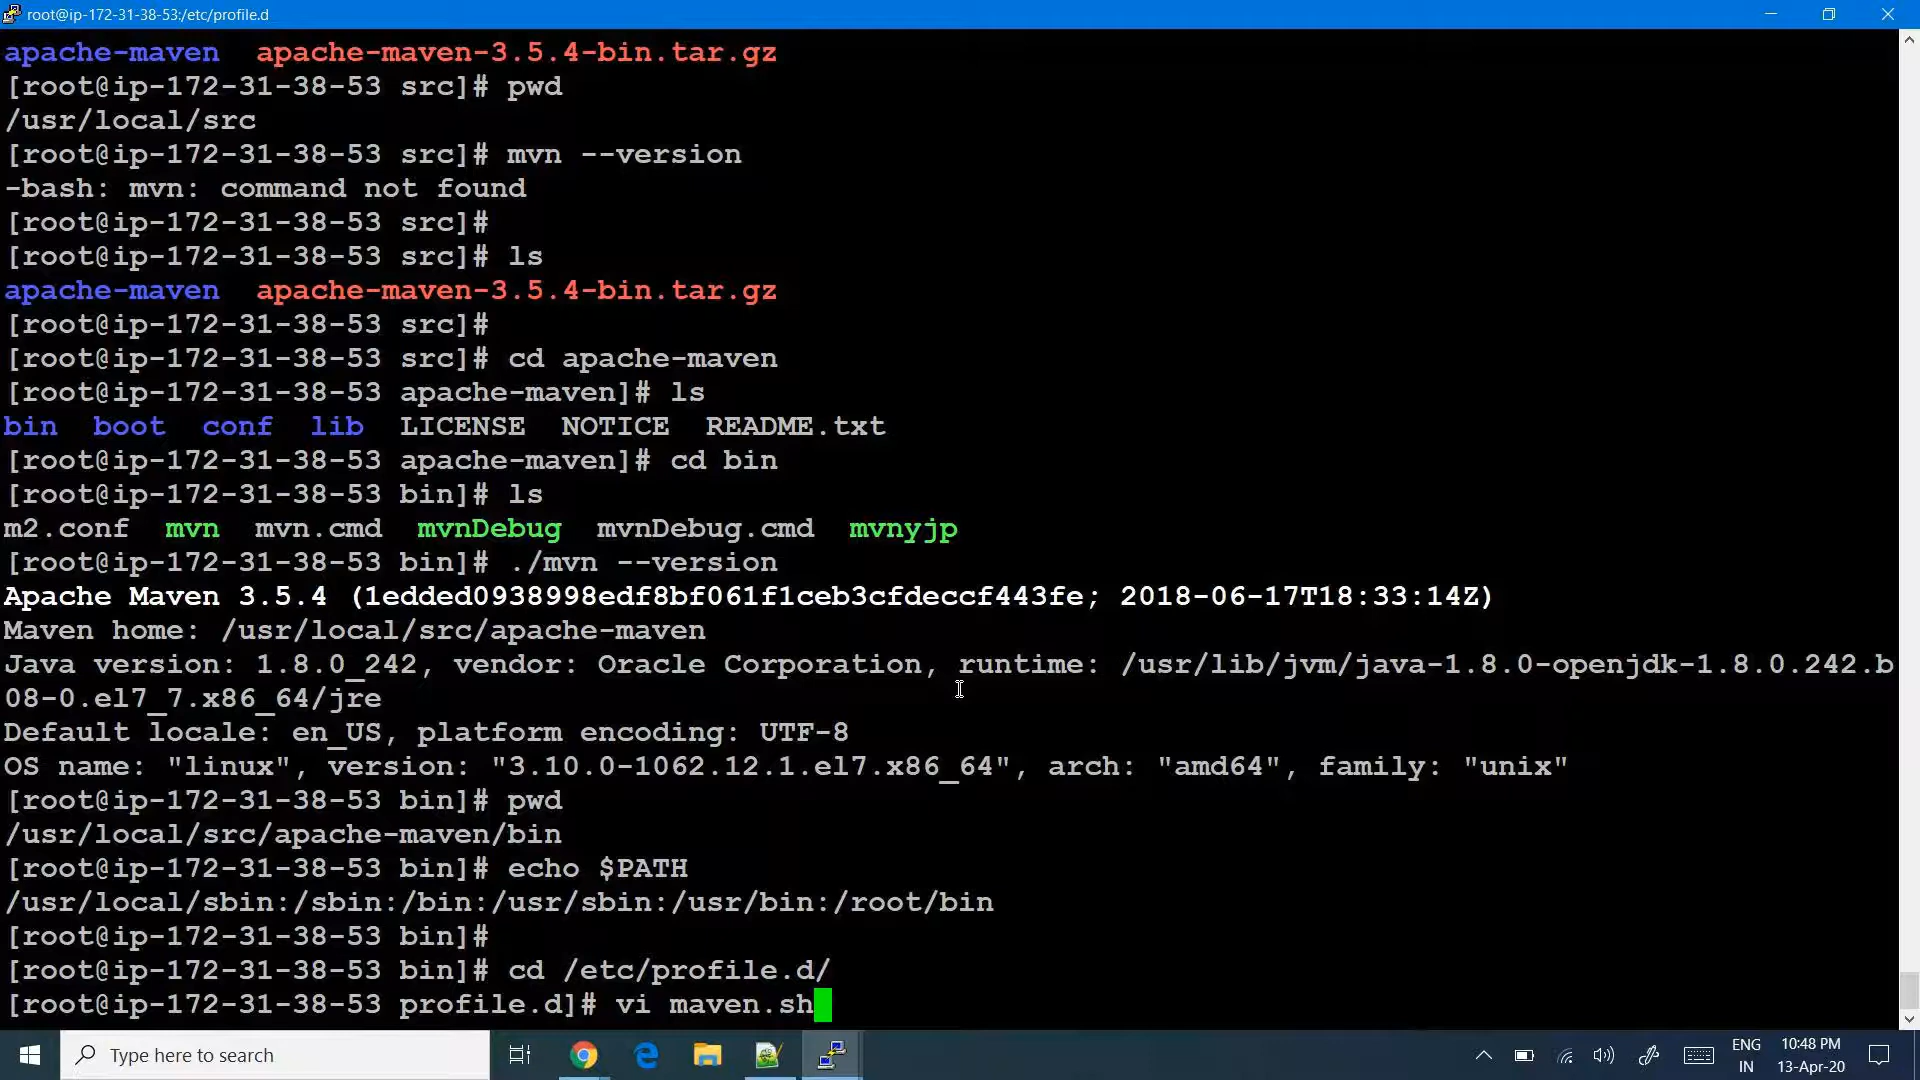 root@ip-172-31-38-53:/etc/profile.d
apache-maven  apache-maven-3.5.4-bin.tar.gz
[root@ip-172-31-38-53 src]# pwd
/usr/local/src
[root@ip-172-31-38-53 src]# mvn --version
-bash: mvn: command not found
[root@ip-172-31-38-53 src]#
[root@ip-172-31-38-53 src]# ls
apache-maven  apache-maven-3.5.4-bin.tar.gz
[root@ip-172-31-38-53 src]#
[root@ip-172-31-38-53 src]# cd apache-maven
[root@ip-172-31-38-53 apache-maven]# ls
bin  boot  conf  lib  LICENSE  NOTICE  README.txt
[root@ip-172-31-38-53 apache-maven]# cd bin
[root@ip-172-31-38-53 bin]# ls
m2.conf  mvn  mvn.cmd  mvnDebug  mvnDebug.cmd  mvnyjp
[root@ip-172-31-38-53 bin]# ./mvn --version
Apache Maven 3.5.4 (1edded0938998edf8bf061f1ceb3cfdeccf443fe; 2018-06-17T18:33:14Z)
Maven home: /usr/local/src/apache-maven
Java version: 1.8.0_242, vendor: Oracle Corporation, runtime: /usr/lib/jvm/java-1.8.0-openjdk-1.8.0.242.b
08-0.el7_7.x86_64/jre
Default locale: en_US, platform encoding: UTF-8
OS name: "linux", version: "3.10.0-1062.12.1.el7.x86_64", arch: "amd64", family: "unix"
[root@ip-172-31-38-53 bin]# pwd
/usr/local/src/apache-maven/bin
[root@ip-172-31-38-53 bin]# echo $PATH
/usr/local/sbin:/sbin:/bin:/usr/sbin:/usr/bin:/root/bin
[root@ip-172-31-38-53 bin]#
[root@ip-172-31-38-53 bin]# cd /etc/profile.d/
[root@ip-172-31-38-53 profile.d]# vi maven.sh
Type here to search
ENG
IN
10:48 PM
13-Apr-20